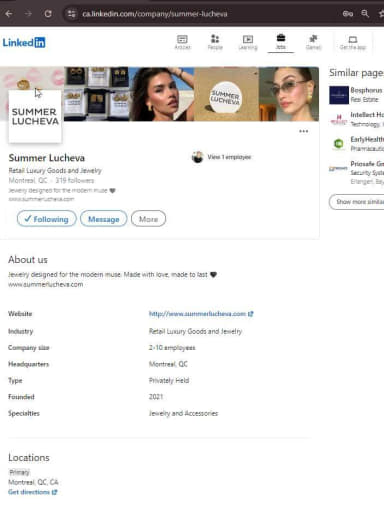 ca.linkedin.com/company/summer-lucheva
LinkedIn
Articles
People
Learning
Jobs
Games
Get the app
SUMMER
LUCHEVA
SUMMER
LUCHEVA
Similar page
Bosphorus
Real Estate
Intellect Ho
Technology, I
EarlyHealth
Pharmaceutic
Priosafe Gr
Security Syste
Erlangen, Bay
Show more similar
Summer Lucheva
View 1 employee
Retail Luxury Goods and Jewelry
Montreal, QC · 319 followers
Jewelry designed for the modern muse 🖤
www.summerlucheva.com
✓ Following
Message
More
About us
Jewelry designed for the modern muse. Made with love, made to last 🖤
www.summerlucheva.com
Website
http://www.summerlucheva.com
Industry
Retail Luxury Goods and Jewelry
Company size
2-10 employees
Headquarters
Montreal, QC
Type
Privately Held
Founded
2021
Specialties
Jewelry and Accessories
Locations
Primary
Montreal, QC, CA
Get directions